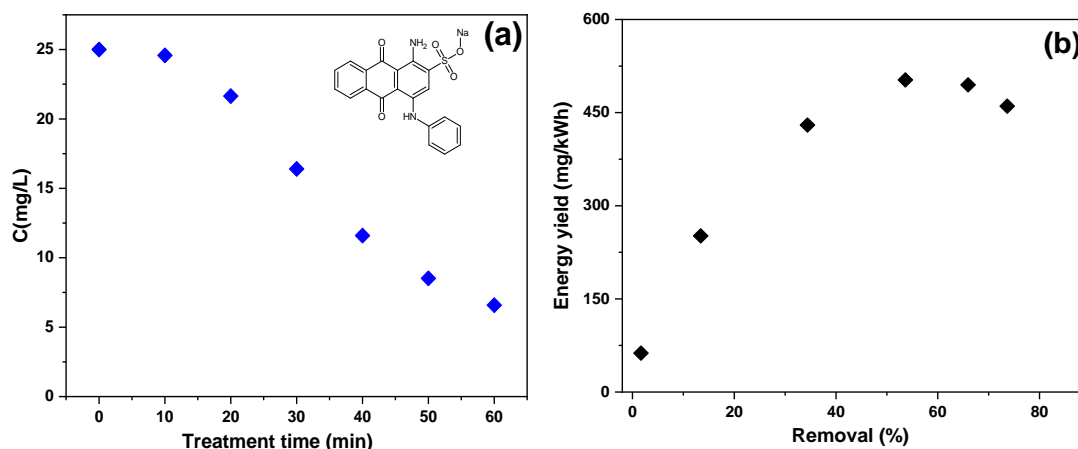 (a)
Na
O
NH₂
O
O
S
O
O
HN
25
20
15
10
5
0
C(mg/L)
0 10 20 30 40 50 60
Treatment time (min)
(b)
600
450
300
150
0
Energy yield (mg/kWh)
0 20 40 60 80
Removal (%)